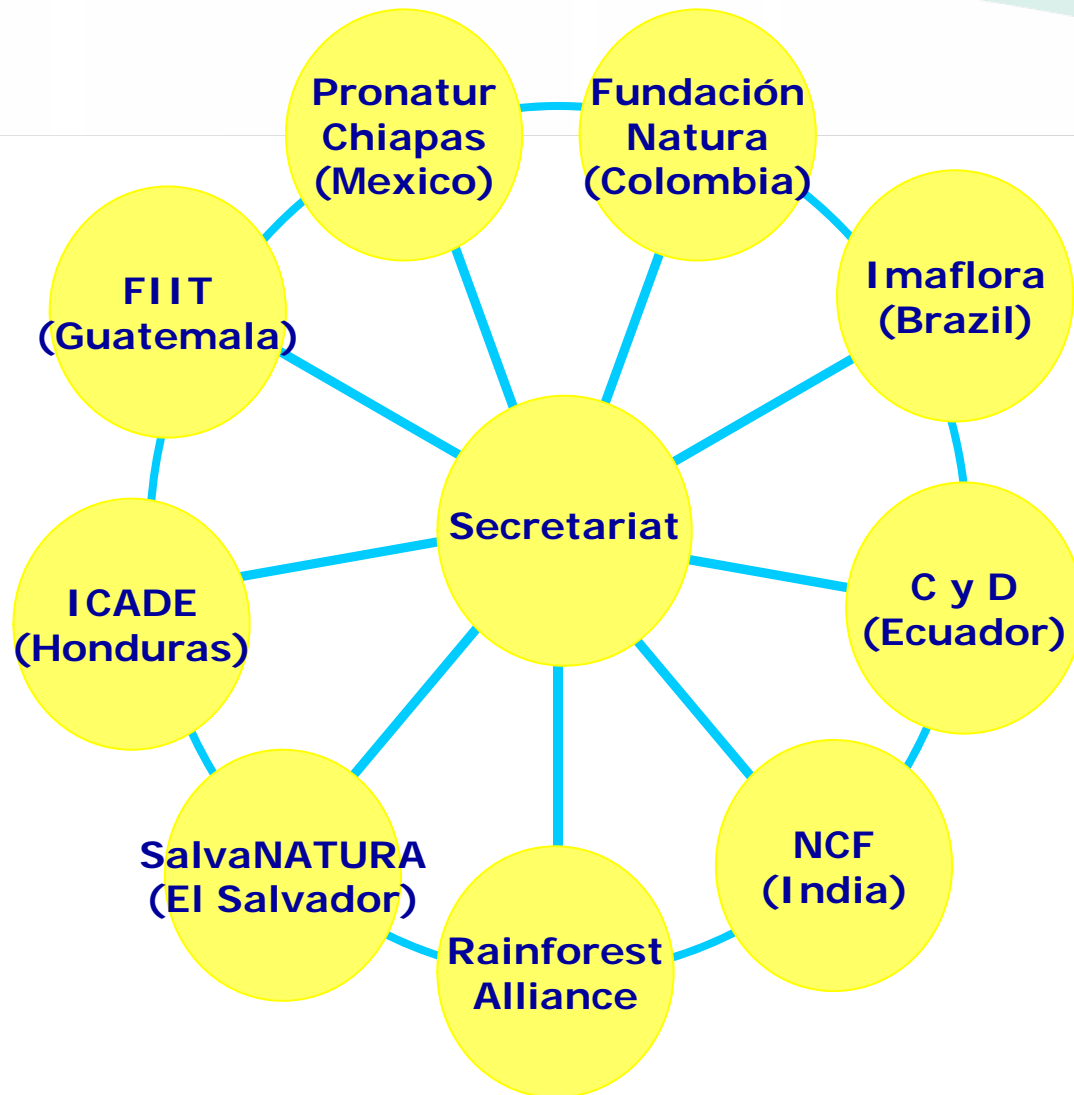 Pronatur
Chiapas
(Mexico)
Fundación
Natura
(Colombia)
Imaflora
(Brazil)
FIIT
(Guatemala)
Secretariat
C y D
(Ecuador)
ICADE
(Honduras)
NCF
(India)
SalvaNATURA
(El Salvador)
Rainforest
Alliance